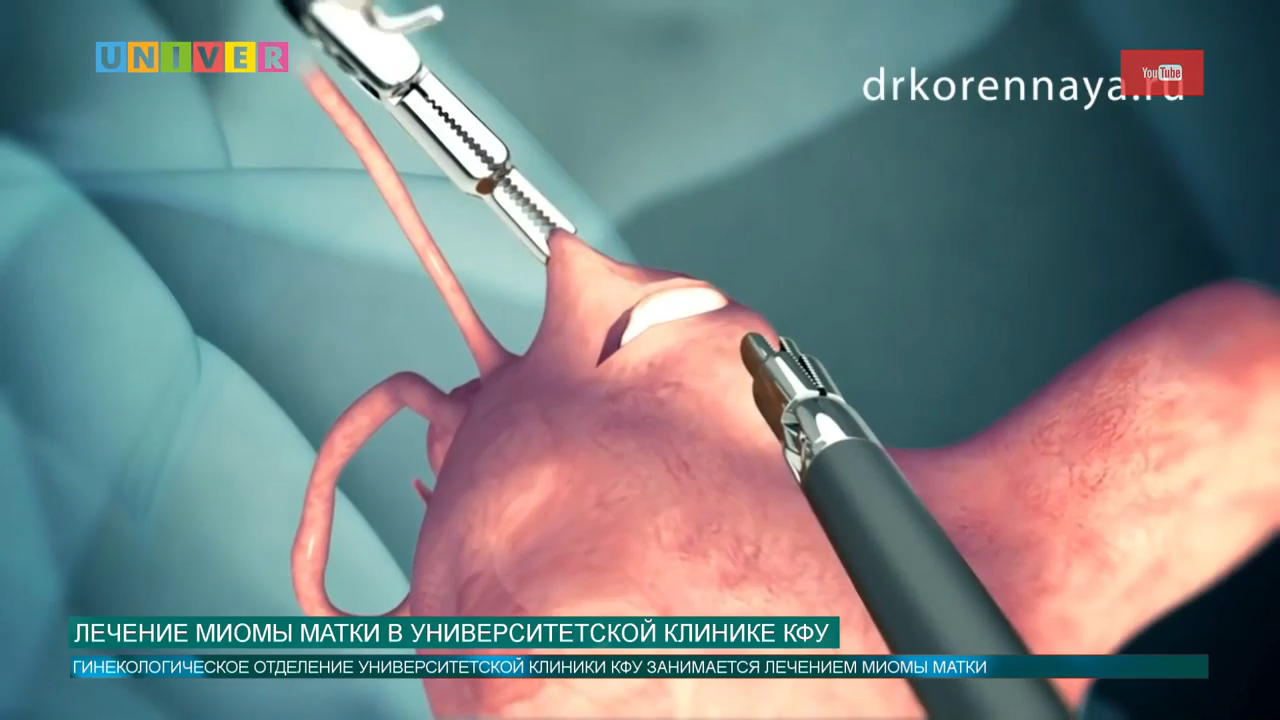 UNIVER
YouTube
drkorennaya.ru
ЛЕЧЕНИЕ МИОМЫ МАТКИ В УНИВЕРСИТЕТСКОЙ КЛИНИКЕ КФУ
ГИНЕКОЛОГИЧЕСКОЕ ОТДЕЛЕНИЕ УНИВЕРСИТЕТСКОЙ КЛИНИКИ КФУ ЗАНИМАЕТСЯ ЛЕЧЕНИЕМ МИОМЫ МАТКИ